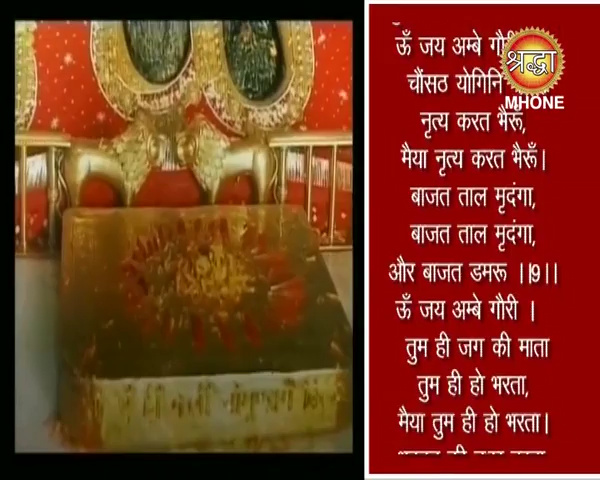 ऊँ जय अम्बे गौरी
श्रद्धा
MHONE
चौंसठ योगिनि
नृत्य करत भैरू,
मैया नृत्य करत भैरूँ।
बाजत ताल मृदंगा,
बाजत ताल मृदंगा,
और बाजत डमरू ।।9।।
ऊँ जय अम्बे गौरी ।
तुम ही जग की माता
तुम ही हो भरता,
मैया तुम ही हो भरता।